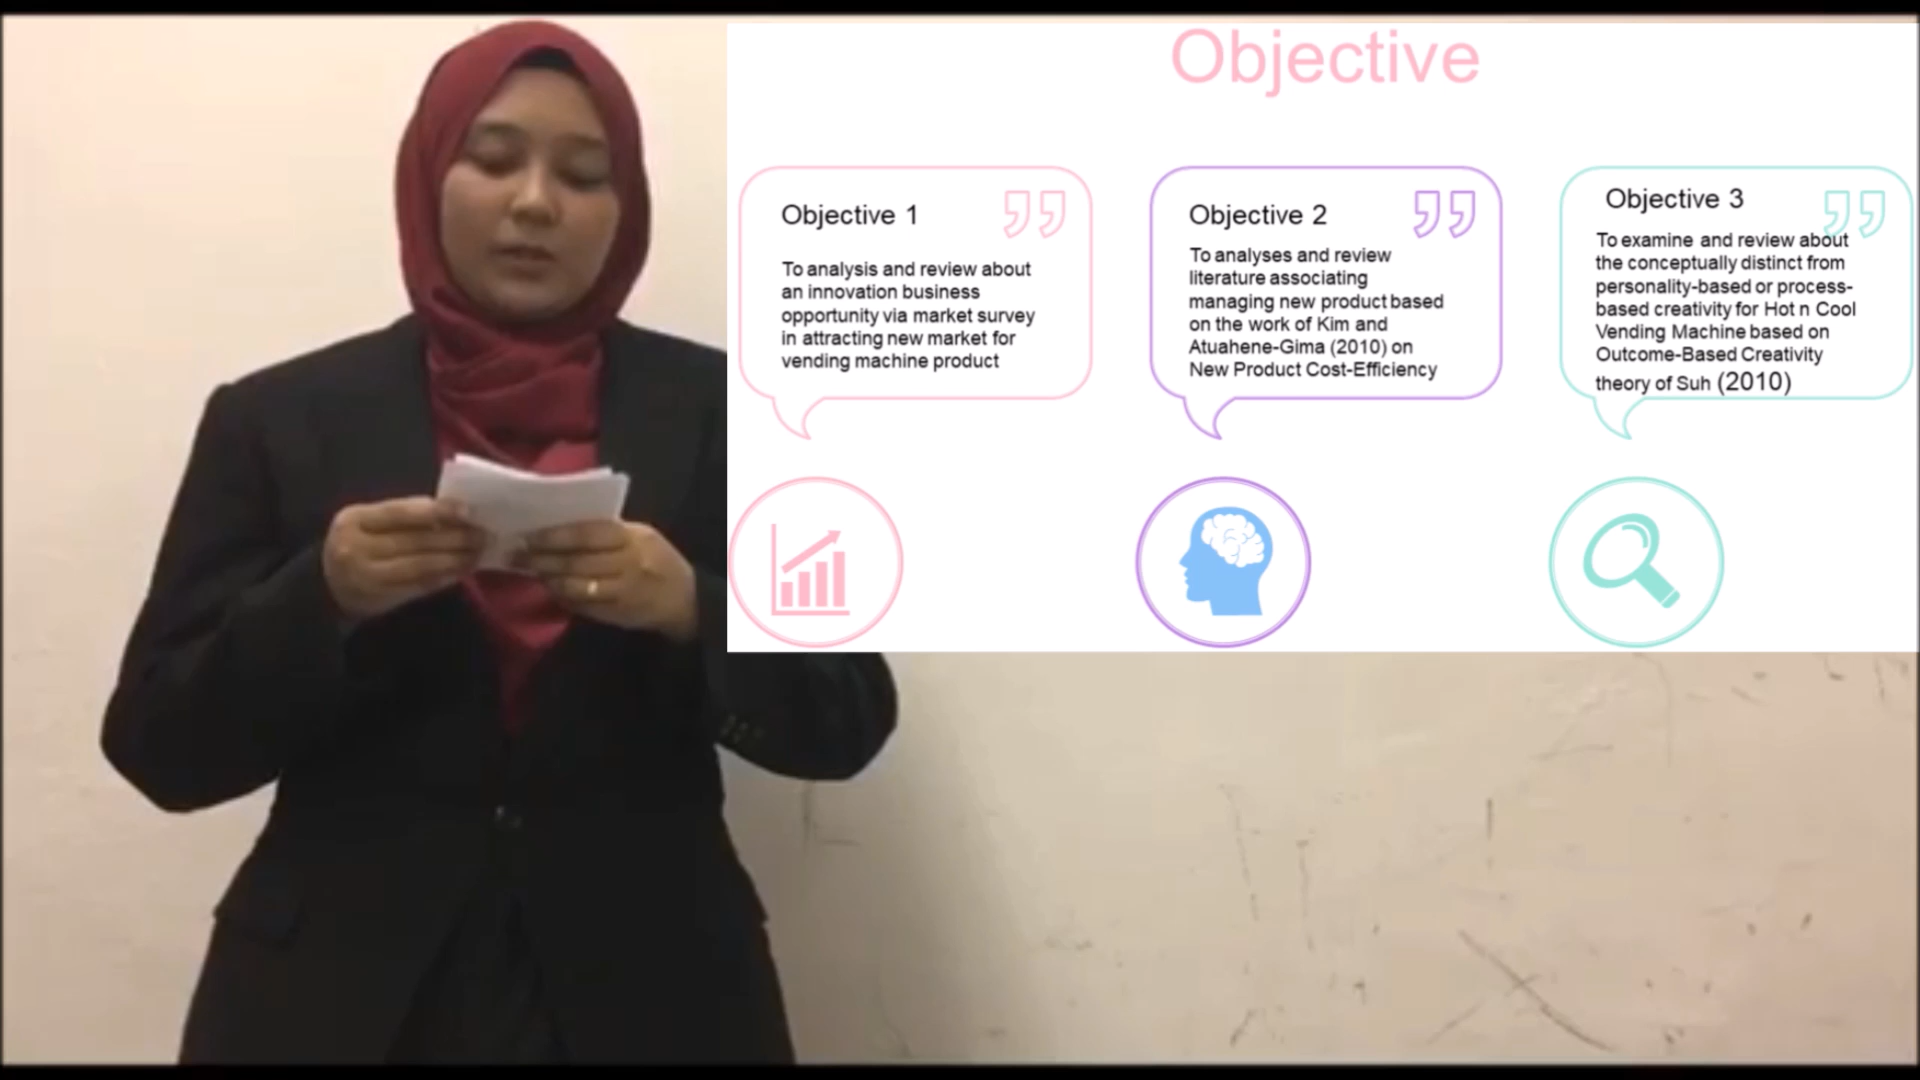 Objective
Objective 1
To analysis and review about
an innovation business
opportunity via market survey
in attracting new market for
vending machine product
Objective 2
To analyses and review
literature associating
managing new product based
on the work of Kim and
Atuahene-Gima (2010) on
New Product Cost-Efficiency
Objective 3
To examine and review about
the conceptually distinct from
personality-based or process-
based creativity for Hot n Cool
Vending Machine based on
Outcome-Based Creativity
theory of Suh (2010)